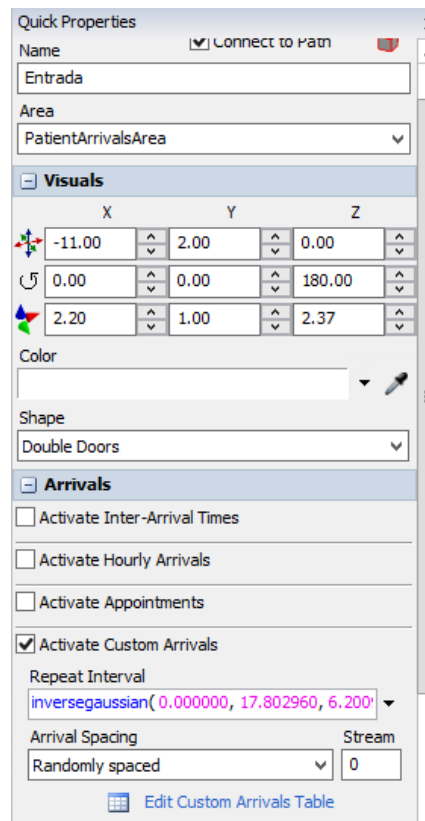 Quick Properties
Connect to Path
Name
Entrada
Area
PatientArrivalsArea
Visuals
X Y Z
-11.00 2.00 0.00
0.00 0.00 180.00
2.20 1.00 2.37
Color
Shape
Double Doors
Arrivals
Activate Inter-Arrival Times
Activate Hourly Arrivals
Activate Appointments
Activate Custom Arrivals
Repeat Interval
inversegaussian( 0.000000, 17.802960, 6.200
Arrival Spacing Stream
Randomly spaced 0
Edit Custom Arrivals Table